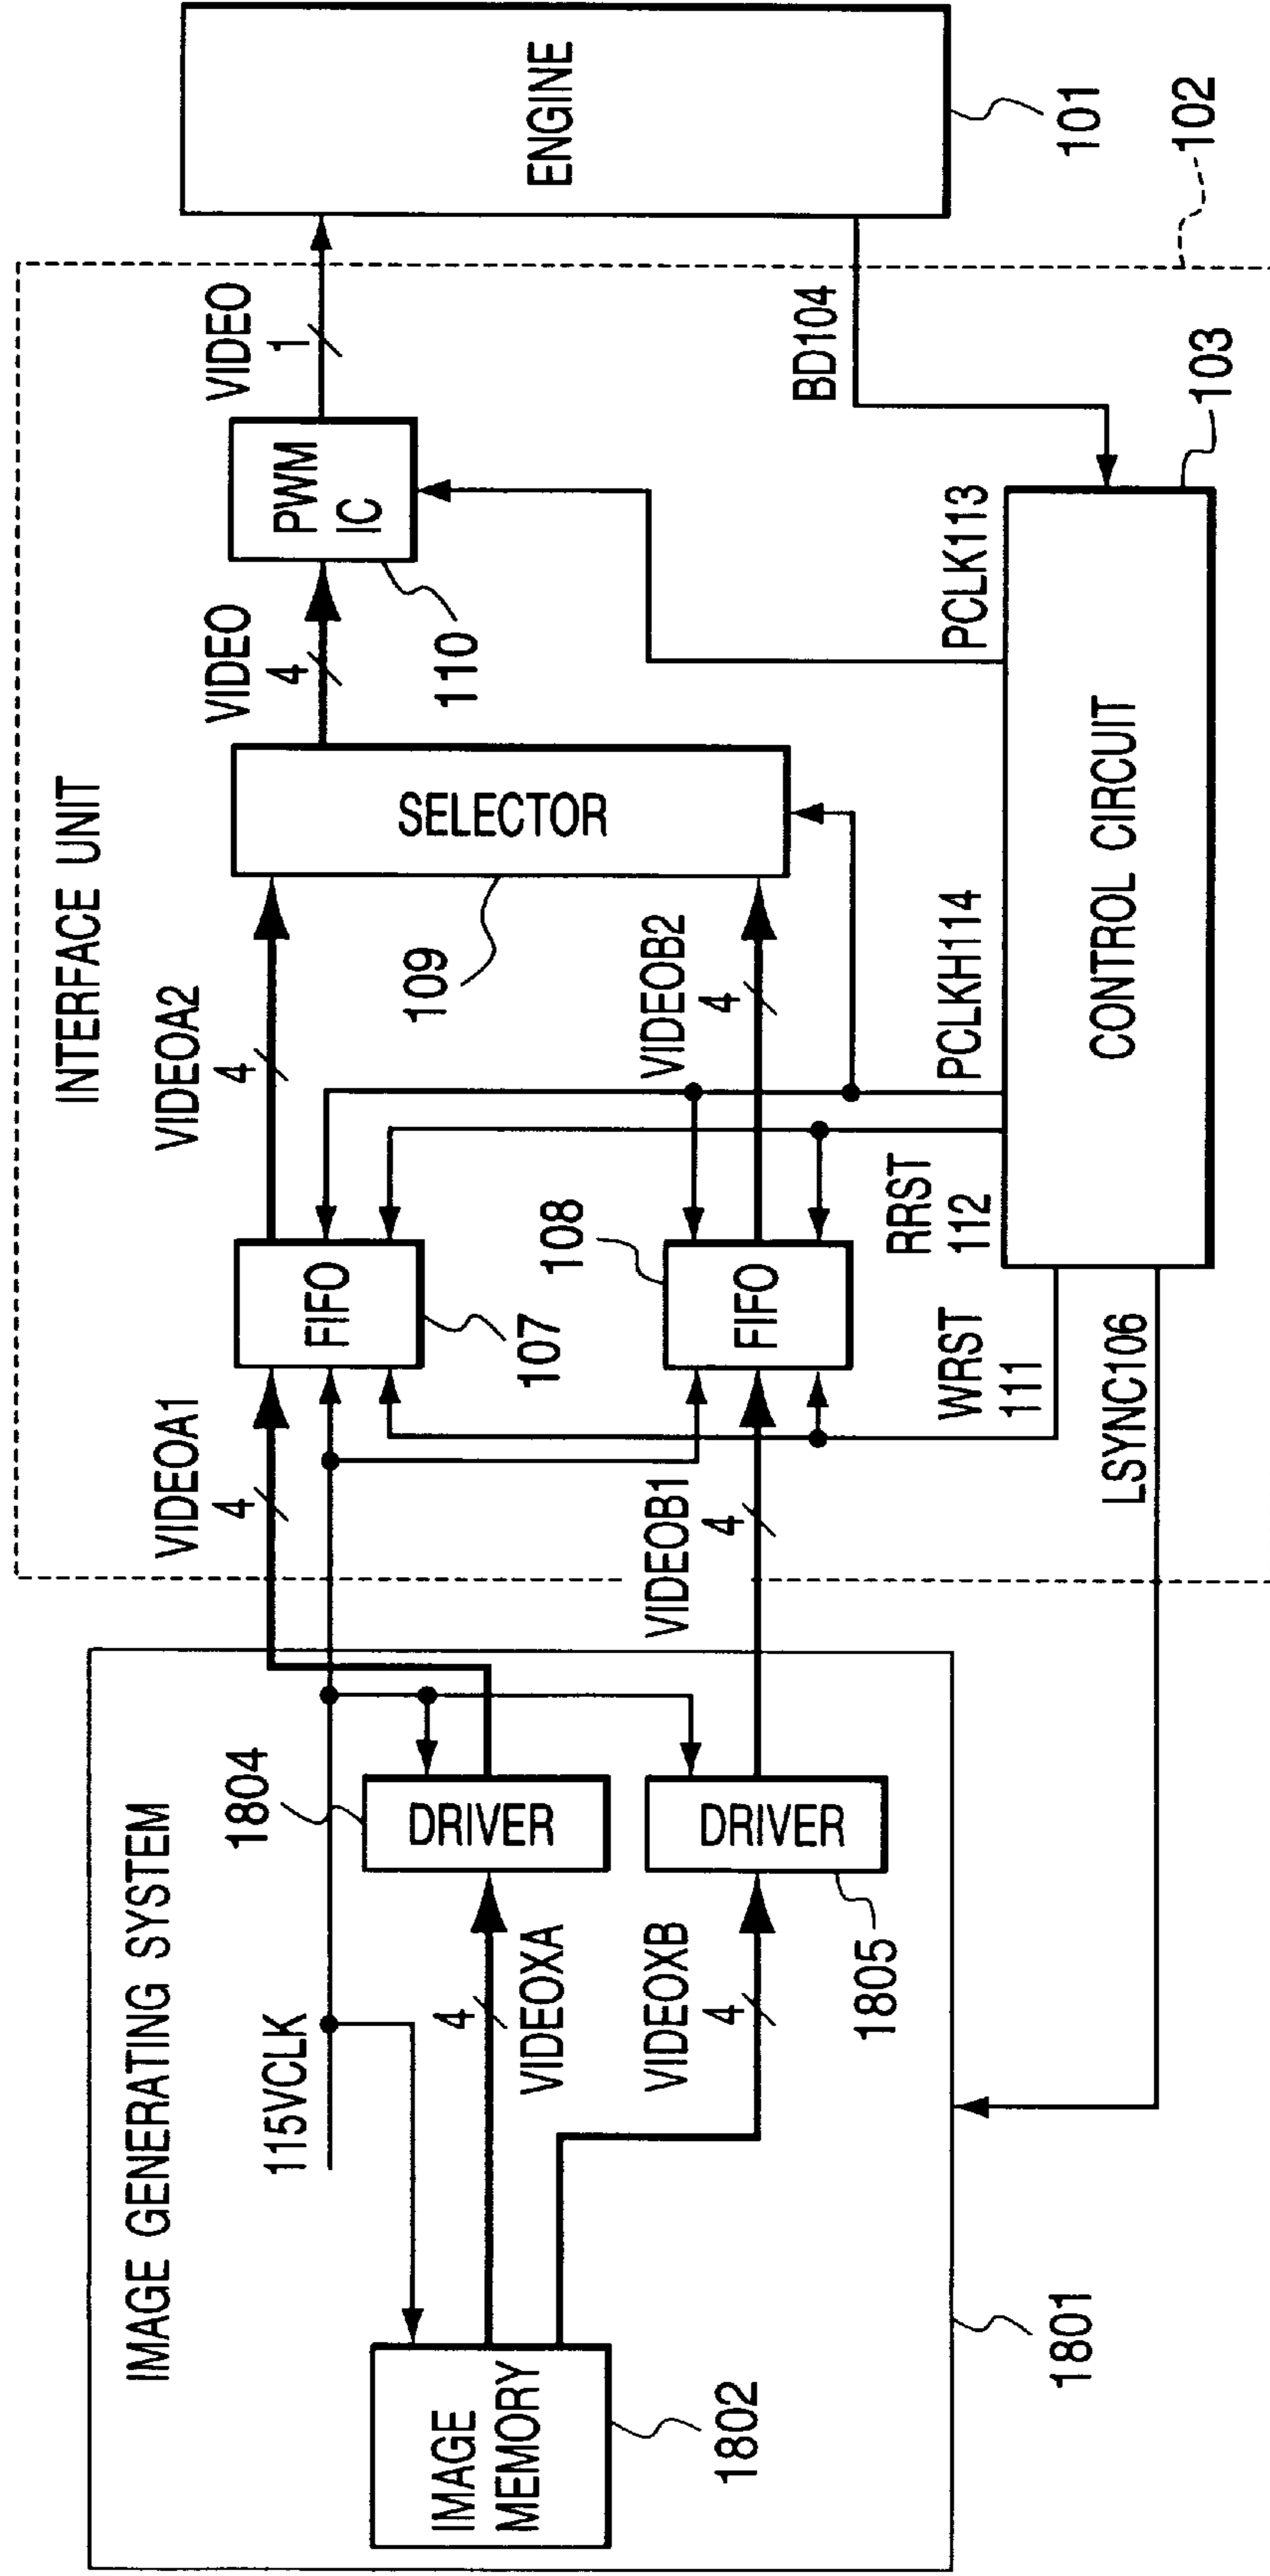 IMAGE GENERATING SYSTEM
115VCLK
IMAGE
MEMORY
1802
4
VIDEOXA
VIDEOXB
4
1804
DRIVER
DRIVER
1805
1801
INTERFACE UNIT
VIDEOA1
4
VIDEOB1
4
FIFO
107
108
FIFO
WRST
111
LSYNC106
RRST
112
VIDEOA2
4
VIDEOB2
4
109
SELECTOR
PCLKH114
PCLK113
CONTROL CIRCUIT
103
VIDEO
4
110
PWM
IC
VIDEO
1
BD104
ENGINE
101
102